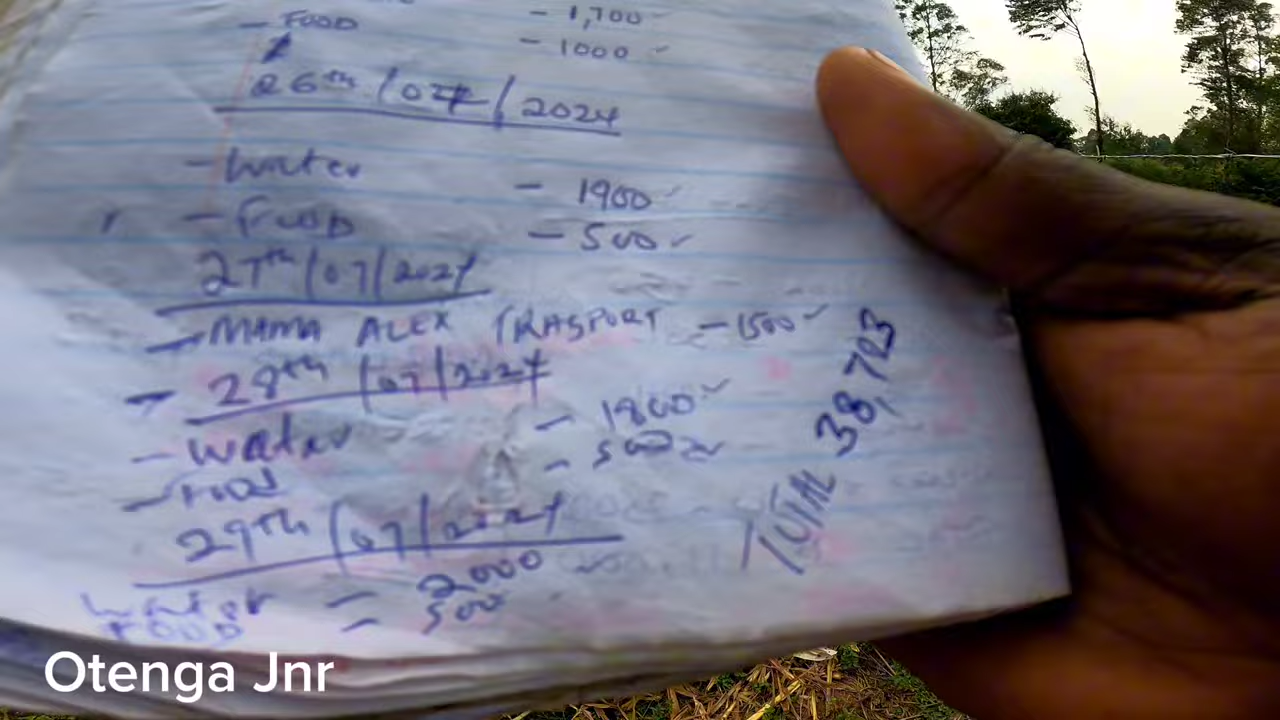 - 1,700
- FOOD - 1000
26th/07/2024
- Water - 1900
- FOOD - 500
27th/07/2024
- MAMA ALEX TRASPORT - 1500
- 28th/07/2024
- Water - 1800
- FOOD - 500
29th/07/2024
Water - 2000
FOOD - 500
TOTAL 38,723
Otenga Jnr